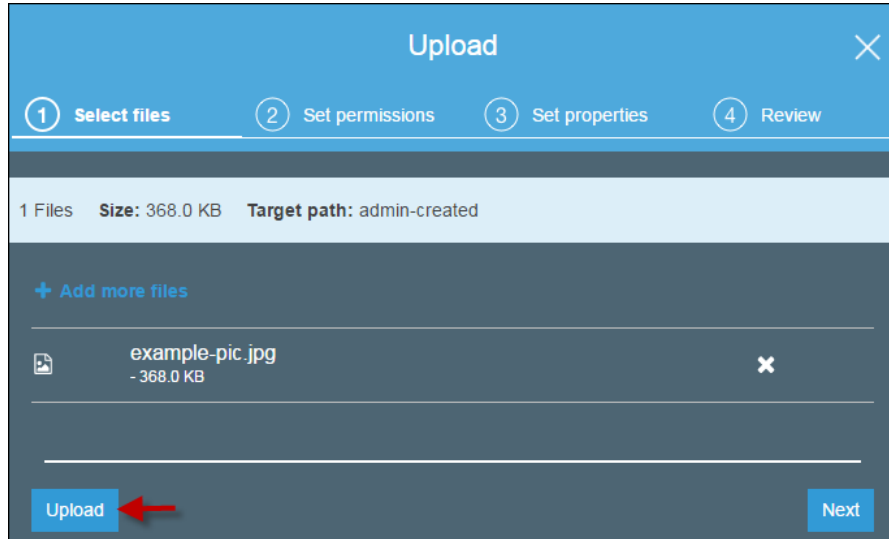 Upload
1 Select files 2 Set permissions 3 Set properties 4 Review
1 Files Size: 368.0 KB Target path: admin-created
Add more files
example-pic.jpg
- 368.0 KB
Upload Next